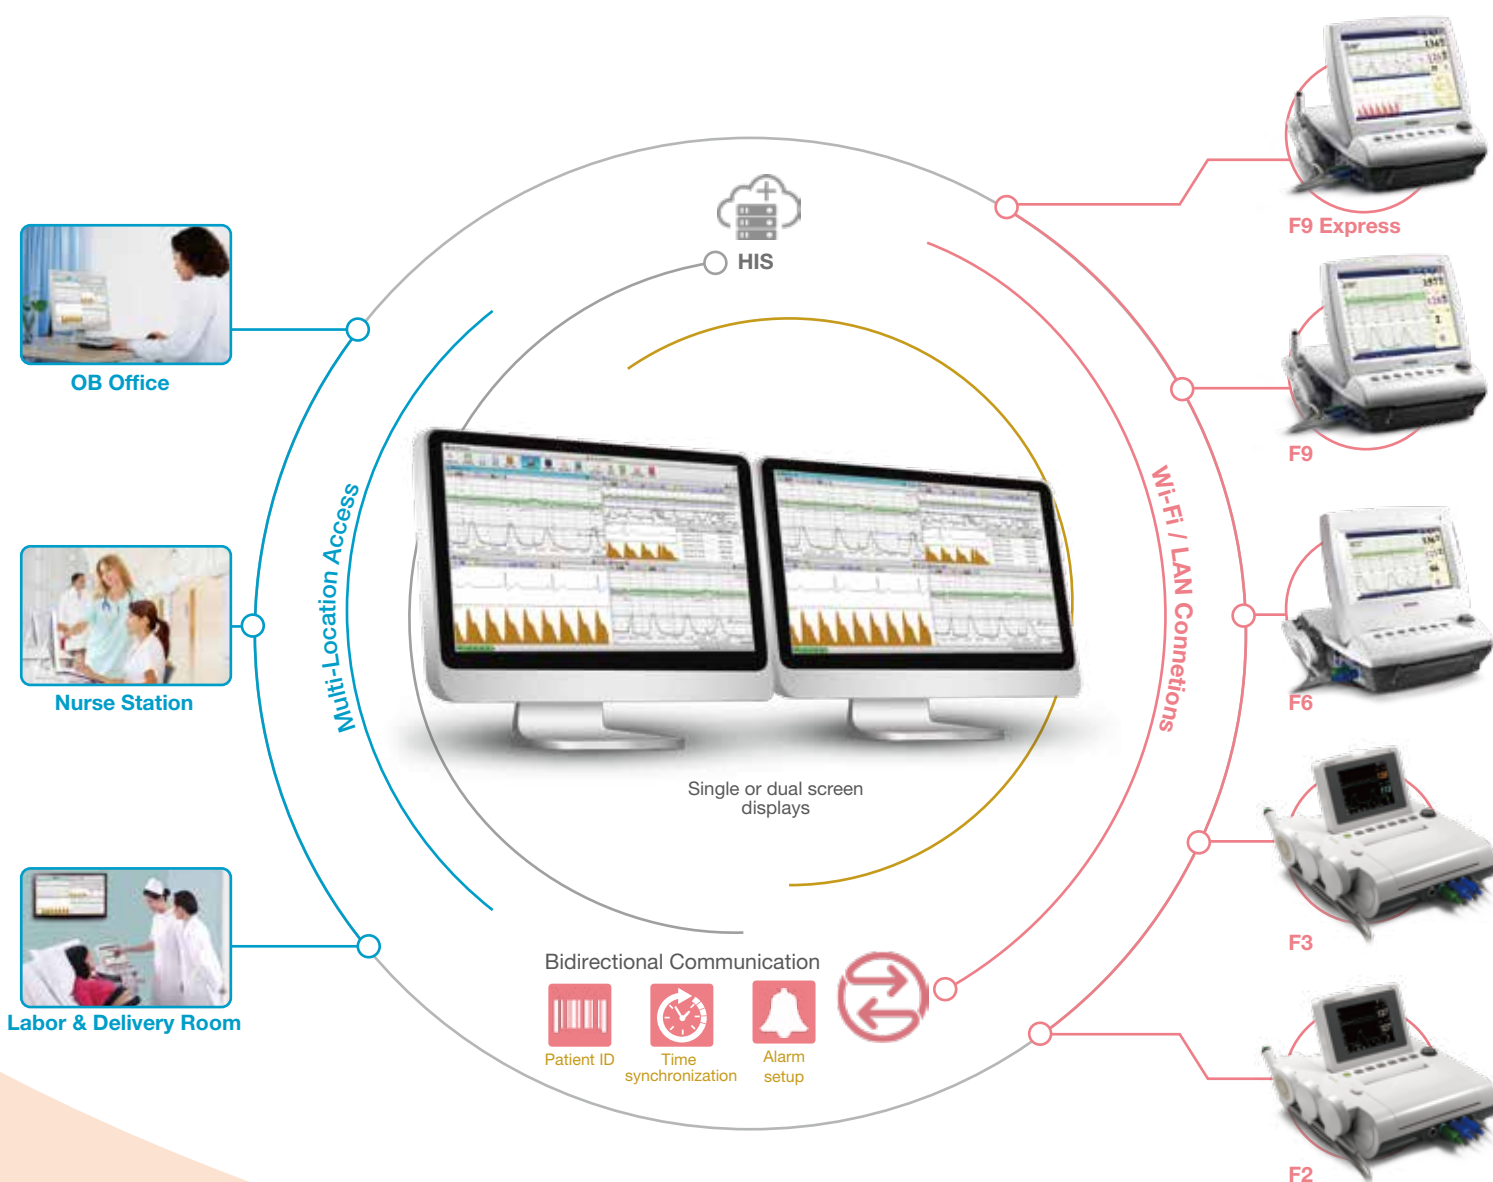 HIS
F9 Express
OB Office
F9
Multi-Location Access
Wi-Fi / LAN Connetions
Nurse Station
F6
Single or dual screen
displays
F3
Bidirectional Communication
Labor & Delivery Room
Patient ID
Time
synchronization
Alarm
setup
F2